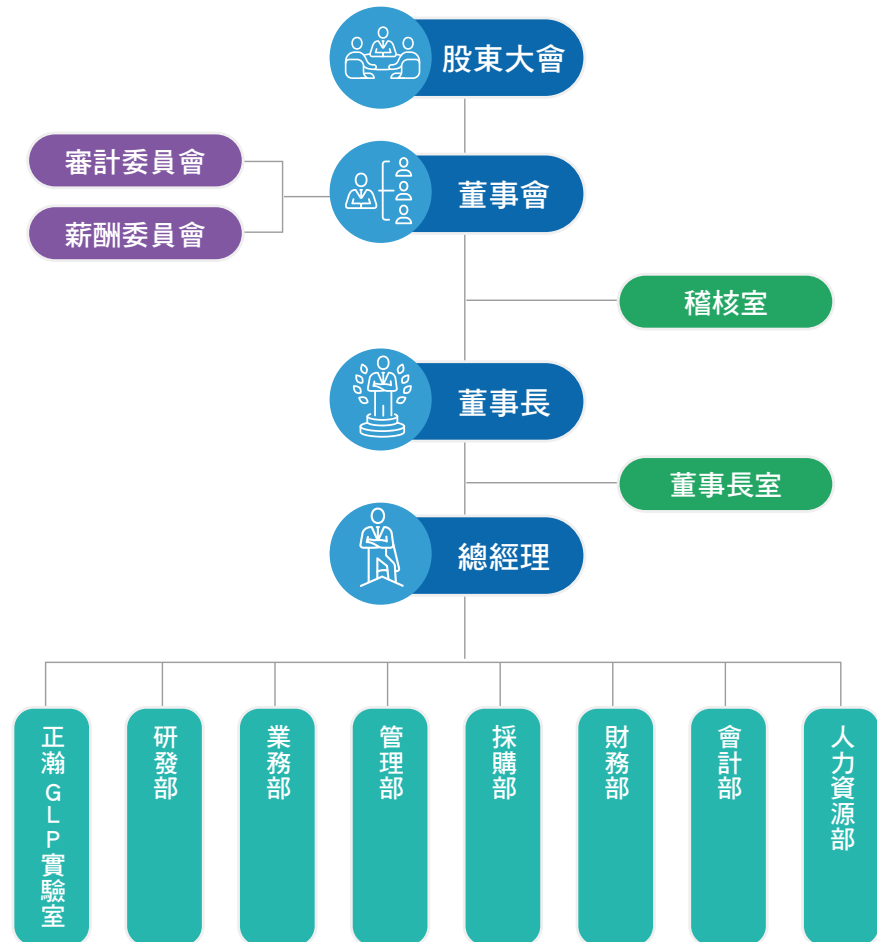 股東大會
審計委員會
董事會
薪酬委員會
稽核室
董事長
董事長室
總經理
正瀚GLP實驗室
研發部
業務部
管理部
採購部
財務部
會計部
人力資源部